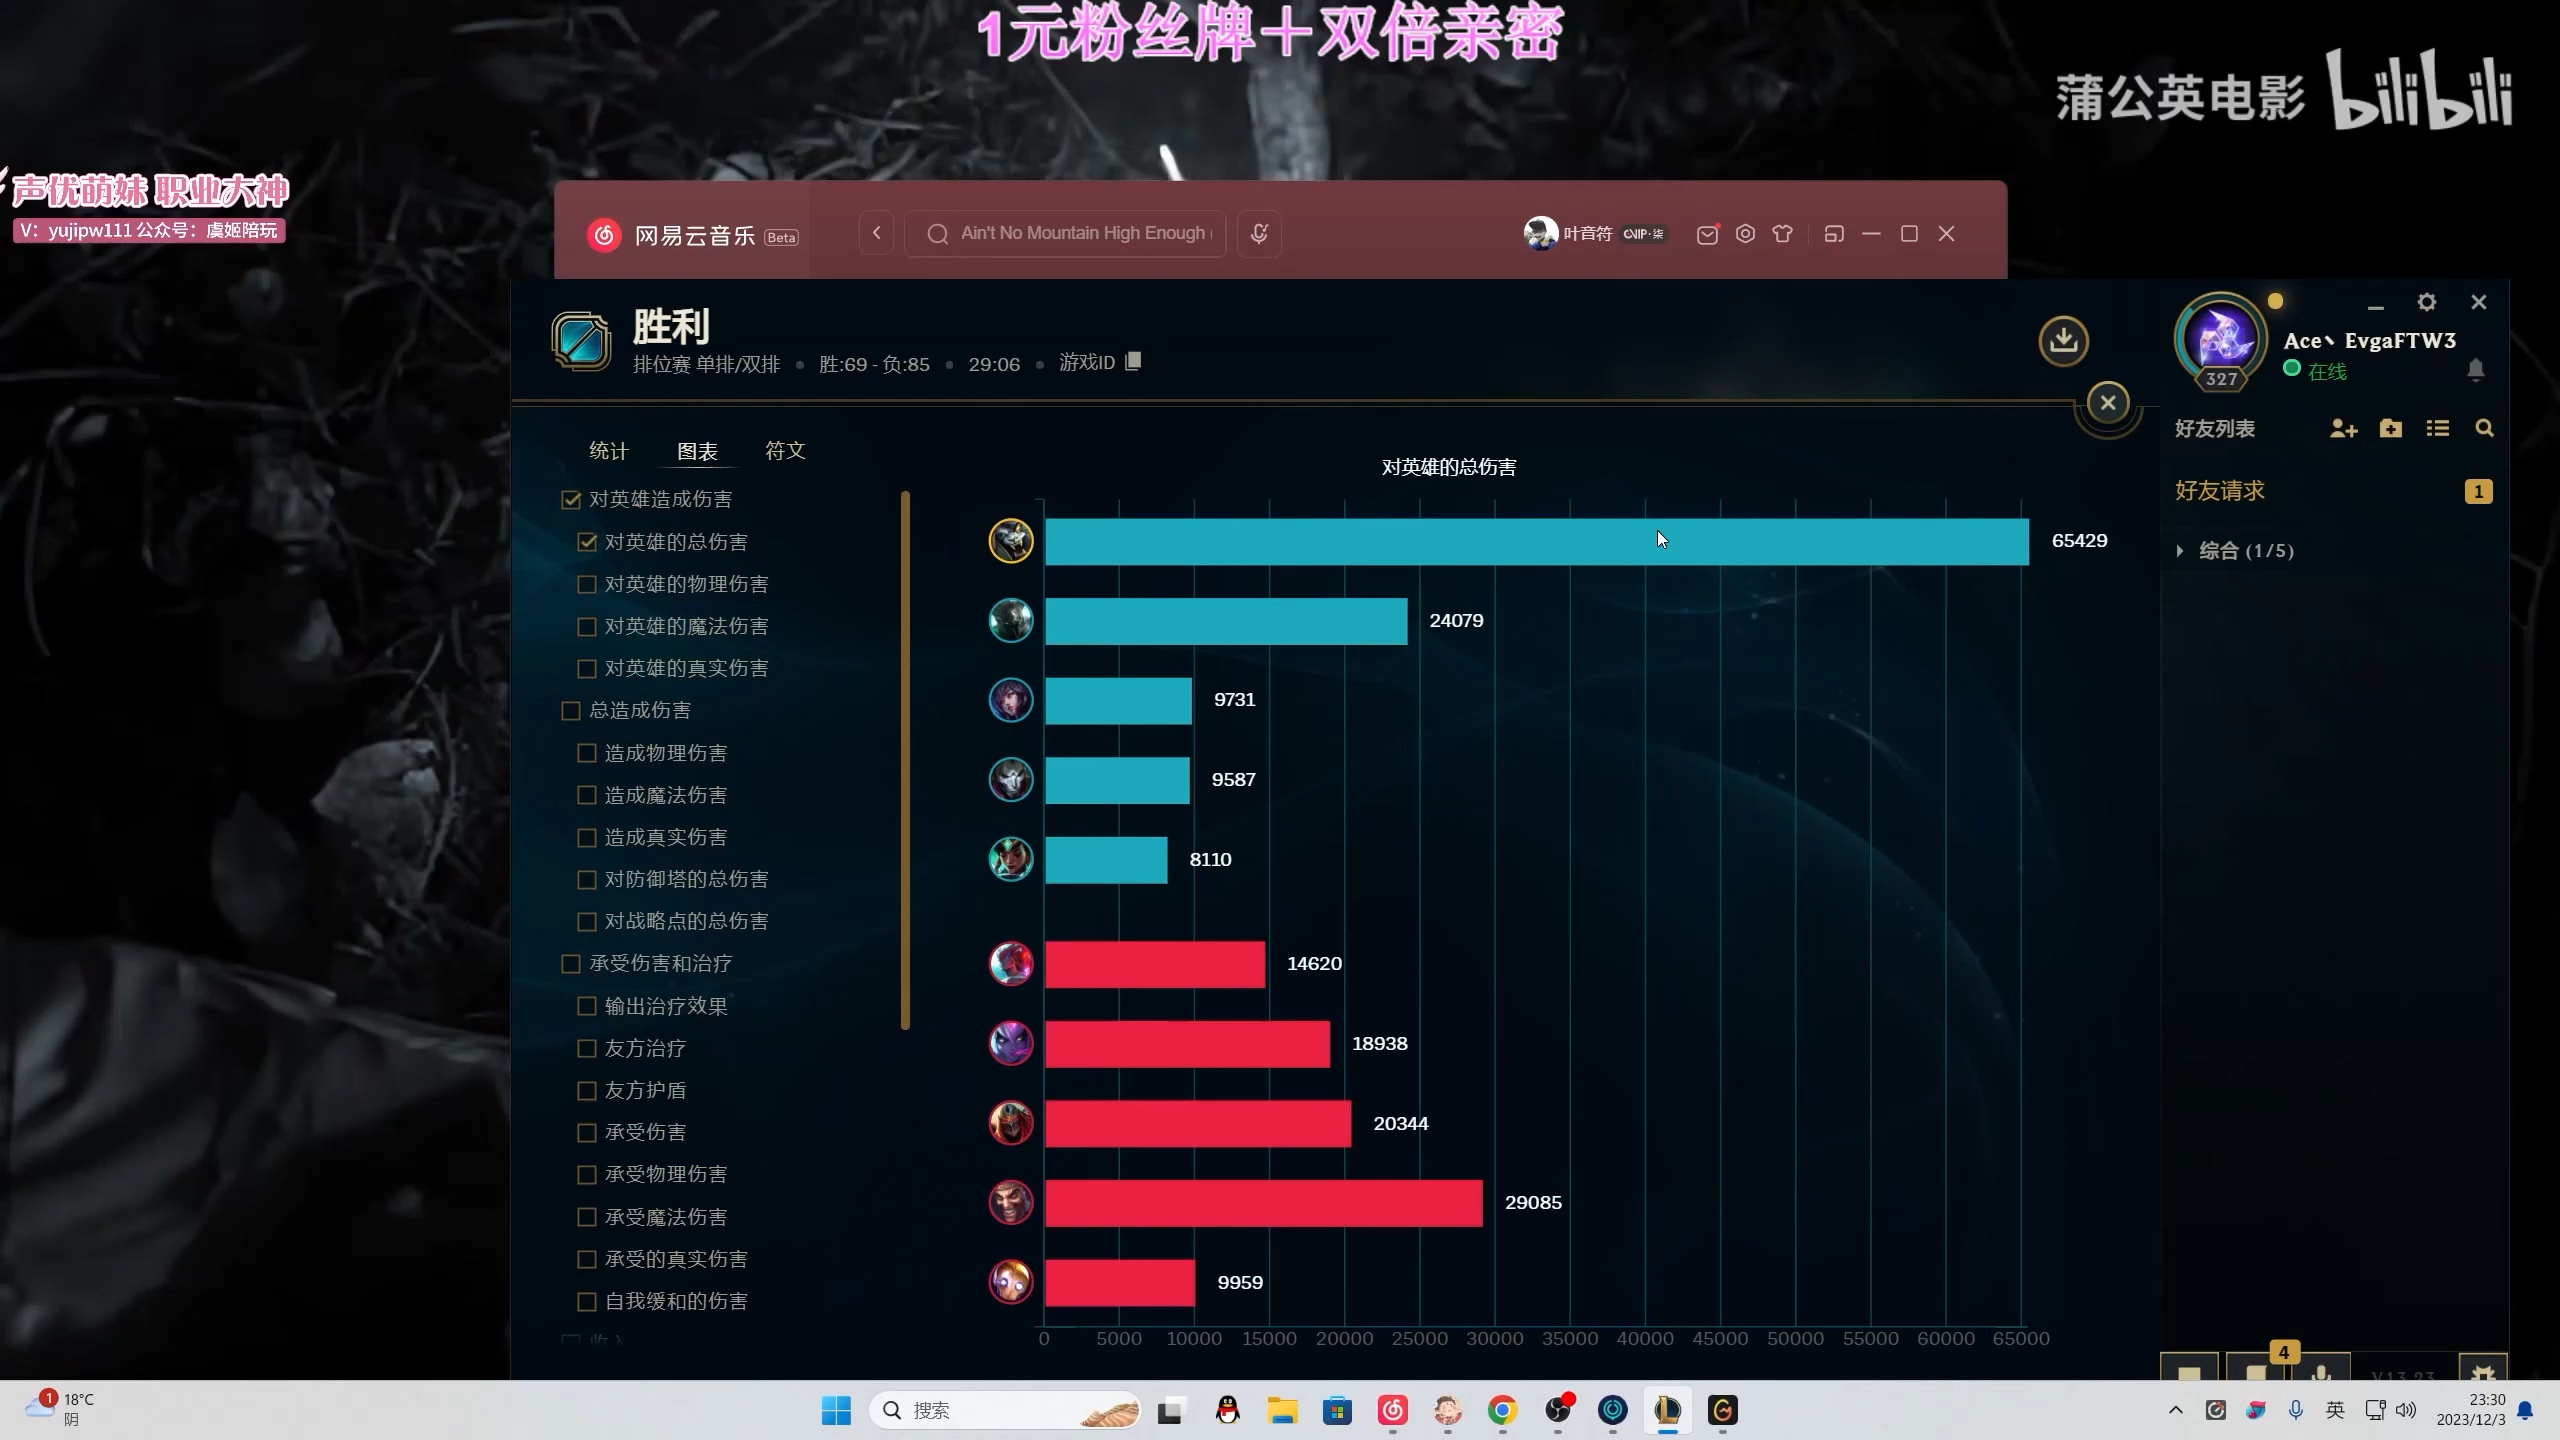 1元粉丝牌＋双倍亲密
蒲公英电影 bilibili
声优萌妹 职业大神
V：yujipw111 公众号：虞姬陪玩
网易云音乐 Beta
Ain't No Mountain High Enough
叶音符
胜利
排位赛 单排/双排 • 胜:69 - 负:85 • 29:06 • 游戏ID
327
Ace丶 EvgaFTW3
在线
好友列表
好友请求 1
综合 (1/5)
统计 图表 符文
对英雄造成伤害
对英雄的总伤害
对英雄的物理伤害
对英雄的魔法伤害
对英雄的真实伤害
总造成伤害
造成物理伤害
造成魔法伤害
造成真实伤害
对防御塔的总伤害
对战略点的总伤害
承受伤害和治疗
输出治疗效果
友方治疗
友方护盾
承受伤害
承受物理伤害
承受魔法伤害
承受的真实伤害
自我缓和的伤害
对英雄的总伤害
65429
24079
9731
9587
8110
14620
18938
20344
29085
9959
0 5000 10000 15000 20000 25000 30000 35000 40000 45000 50000 55000 60000 65000
4
1
18°C
阴
搜索
英
23:30
2023/12/3